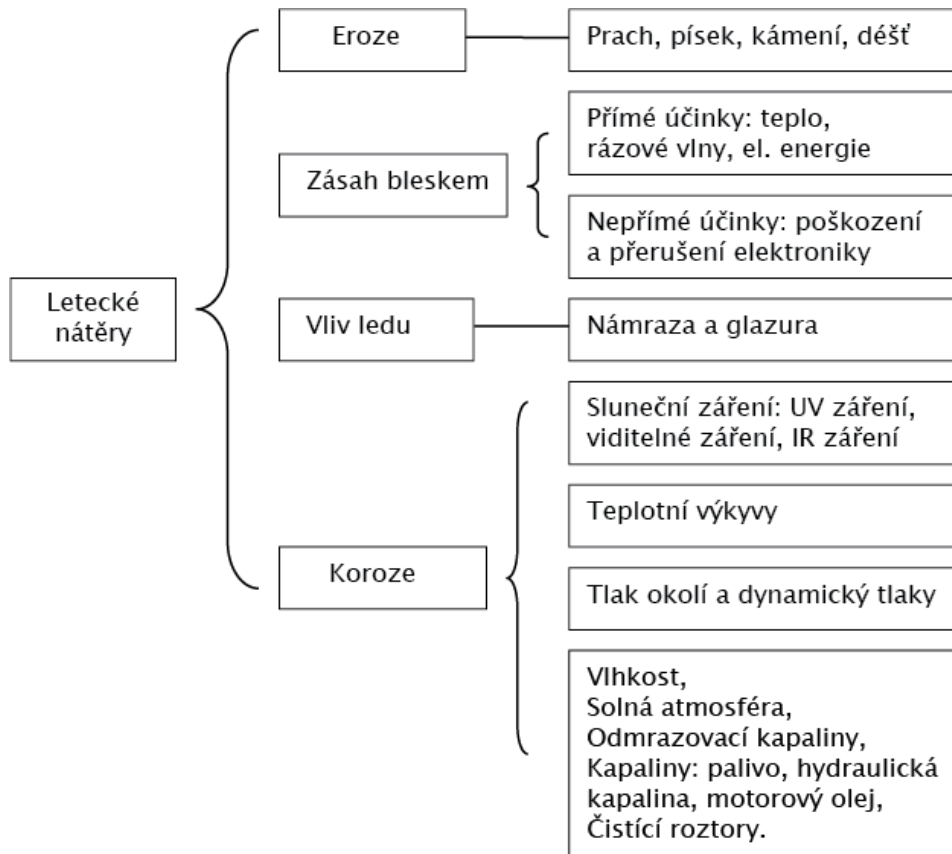 Eroze
Prach, písek, kámení, déšť
Přímé účinky: teplo,
rázové vlny, el. energie
Zásah bleskem
Nepřímé účinky: poškození
a přerušení elektroniky
Letecké
nátěry
Vliv ledu
Námraza a glazura
Sluneční záření: UV záření,
viditelné záření, IR záření
Teplotní výkyvy
Koroze
Tlak okolí a dynamický tlaky
Vlhkost,
Solná atmosféra,
Odmrazovací kapaliny,
Kapaliny: palivo, hydraulická
kapalina, motorový olej,
Čistící roztory.